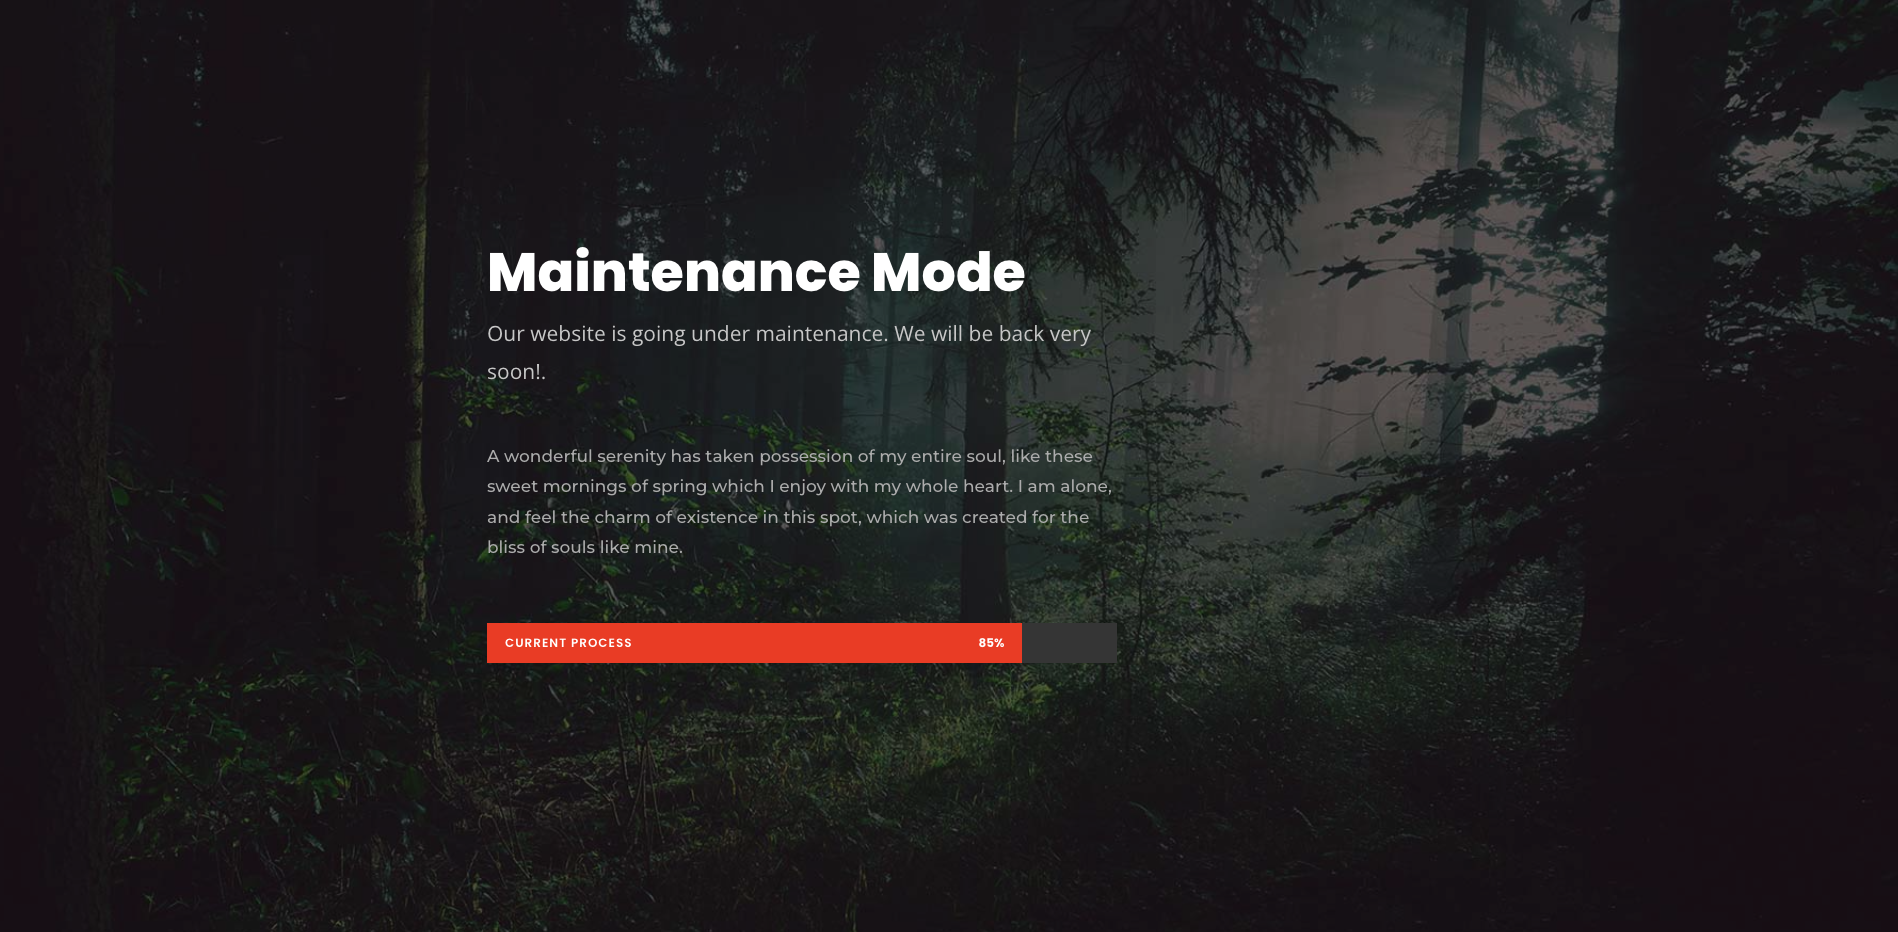 Maintenance Mode
Our website is going under maintenance. We will be back very
soon!.
A wonderful serenity has taken possession of my entire soul, like these
sweet mornings of spring which I enjoy with my whole heart. I am alone,
and feel the charm of existence in this spot, which was created for the
bliss of souls like mine.
CURRENT PROCESS 85%